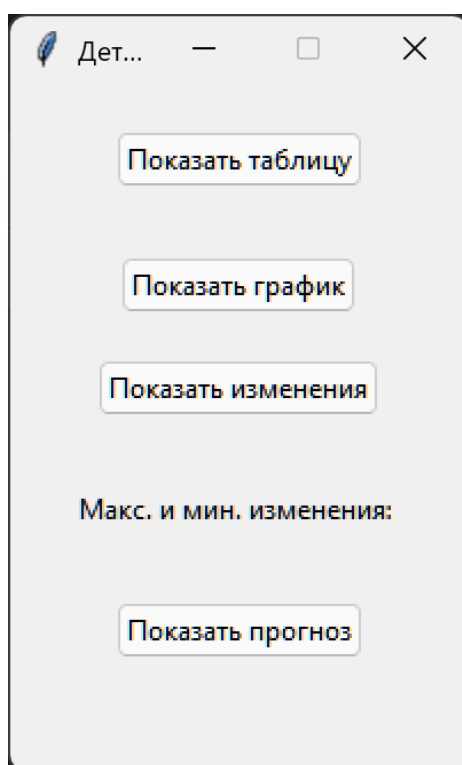 Дет...
Показать таблицу
Показать график
Показать изменения
Макс. и мин. изменения:
Показать прогноз